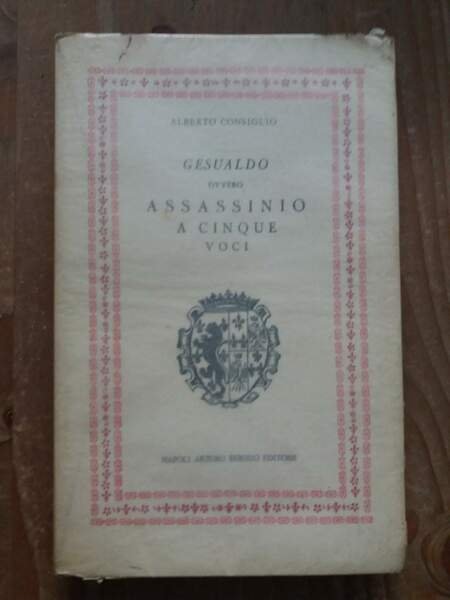 ALBERTO CONSIGLIO
GESUALDO
OVVERO
ASSASSINIO
A CINQUE
VOCI
NAPOLI ARTURO BERISIO EDITORE